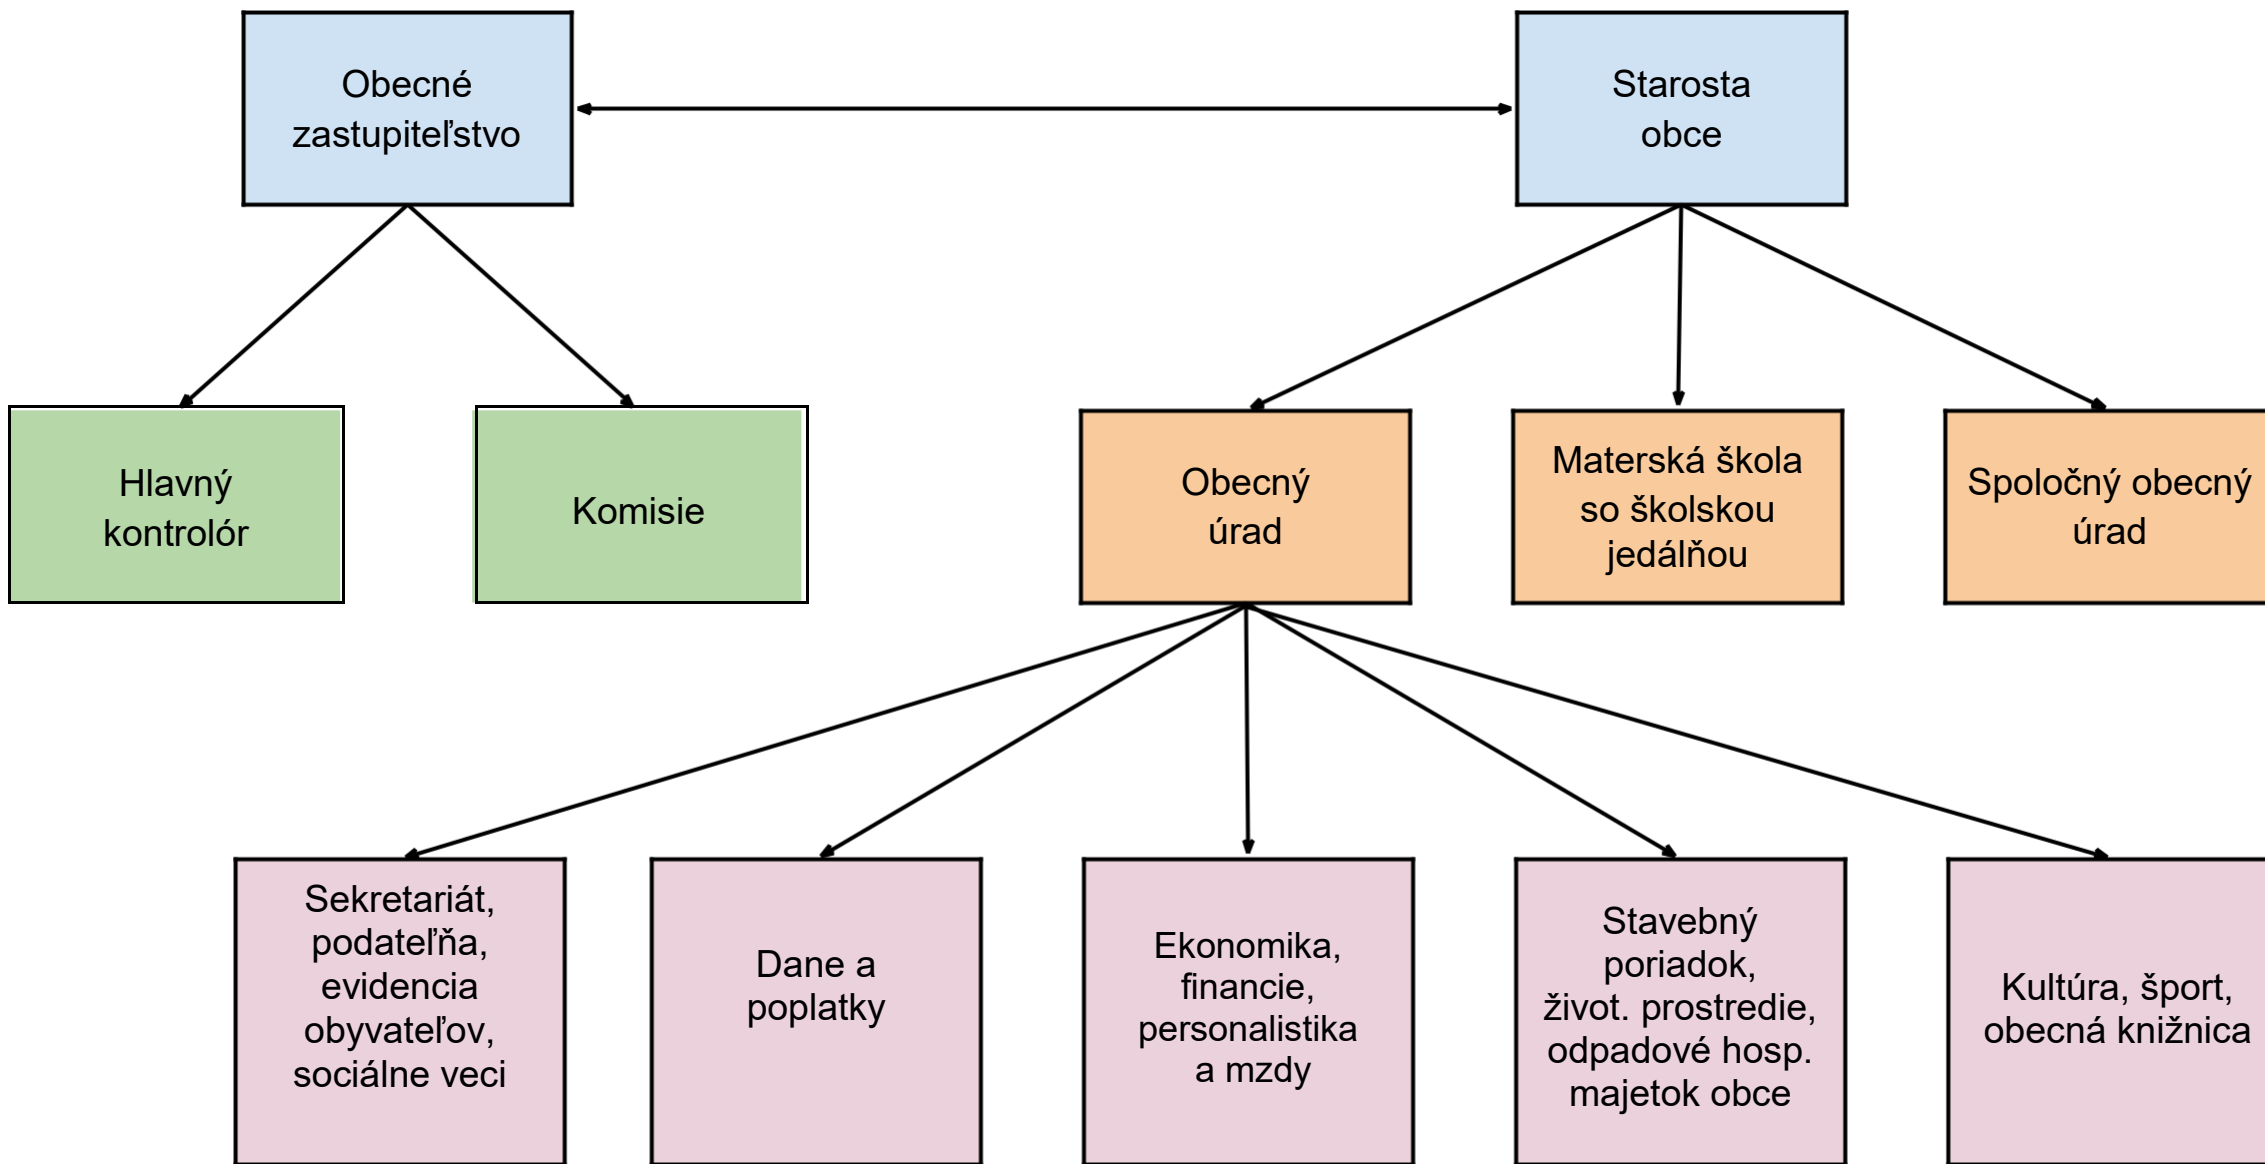 Obecné
zastupiteľstvo
Starosta
obce
Hlavný
kontrolór
Komisie
Obecný
úrad
Materská škola
so školskou
jedálňou
Spoločný obecný
úrad
Sekretariát,
podateľňa,
evidencia
obyvateľov,
sociálne veci
Dane a
poplatky
Ekonomika,
financie,
personalistika
a mzdy
Stavebný
poriadok,
život. prostredie,
odpadové hosp.
majetok obce
Kultúra, šport,
obecná knižnica